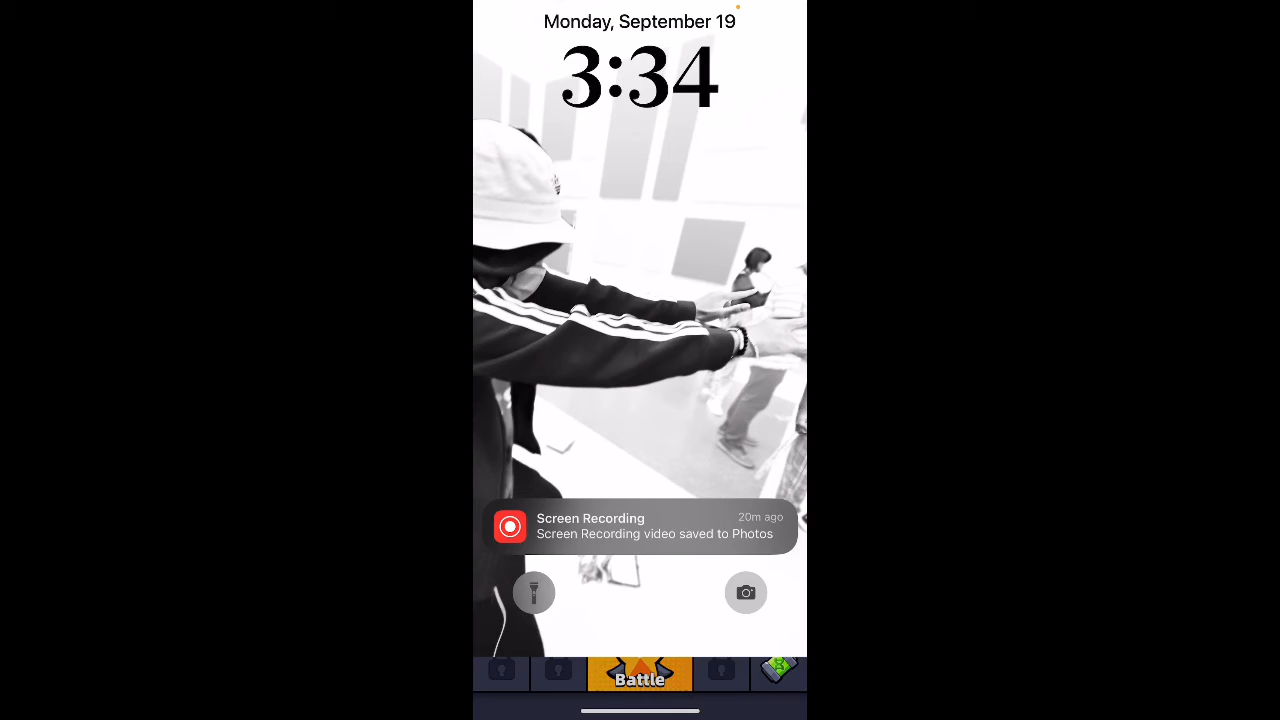 Monday, September 19
3:34
Screen Recording
20m ago
Screen Recording video saved to Photos
Battle